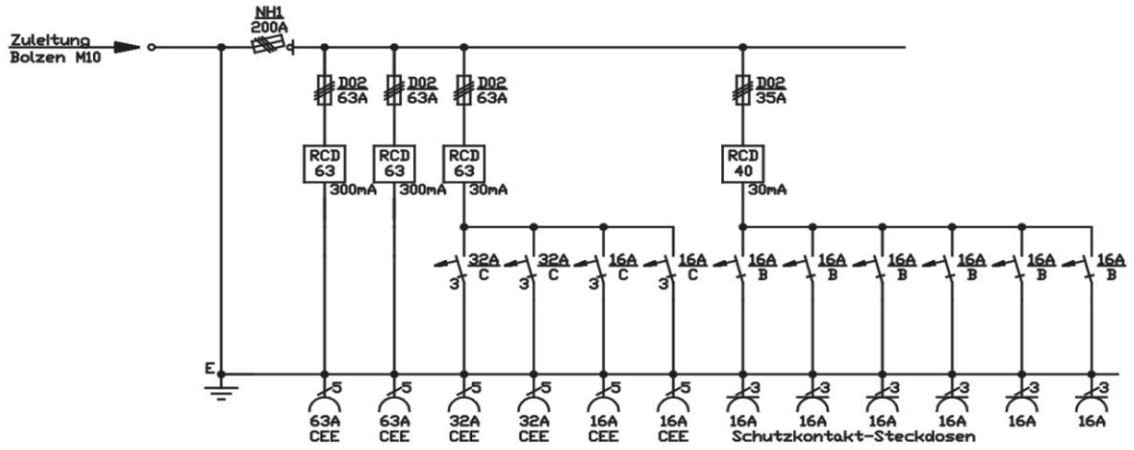 NH1
200A
Zuleitung
Bolzen M10
D02 D02 D02 D02
63A 63A 63A 35A
RCD RCD RCD RCD
63 63 63 40
300mA 300mA 30mA 30mA
32A 32A 16A 16A 16A 16A 16A 16A 16A 16A
C C C C B B B B B B
3 3 3 3
E
5 5 5 5 5 5 3 3 3 3 3 3
63A 63A 32A 32A 16A 16A 16A 16A 16A 16A 16A 16A
CEE CEE CEE CEE CEE CEE Schutzkontakt-Steckdosen